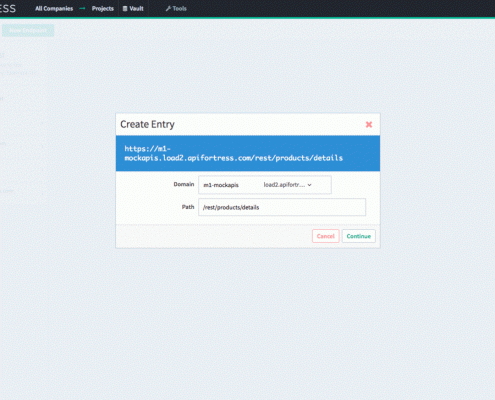 ESS All Companies → Projects Vault Tools
Create Entry
https://m1-
mockapis.load2.apifortress.com/rest/products/details
Domain m1-mockapis load2.apifortr...
Path /rest/products/details
Cancel Continue